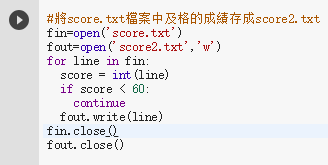 #將score.txt檔案中及格的成績存成score2.txt
fin=open('score.txt')
fout=open('score2.txt','w')
for line in fin:
  score = int(line)
  if score < 60:
    continue
  fout.write(line)
fin.close()
fout.close()